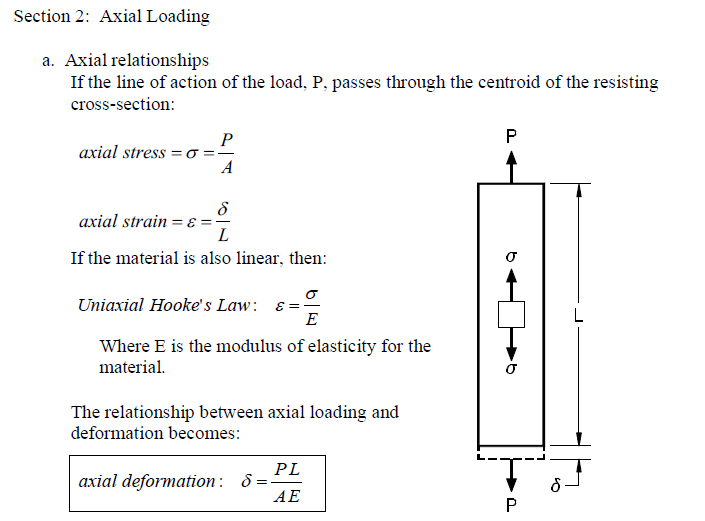 Section 2: Axial Loading
a. Axial relationships
If the line of action of the load, P, passes through the centroid of the resisting
cross-section:
axial stress = σ = P/A
axial strain = ε = δ/L
If the material is also linear, then:
Uniaxial Hooke's Law: ε = σ/E
Where E is the modulus of elasticity for the
material.
The relationship between axial loading and
deformation becomes:
axial deformation: δ = PL/AE
P
σ
L
σ
δ
P